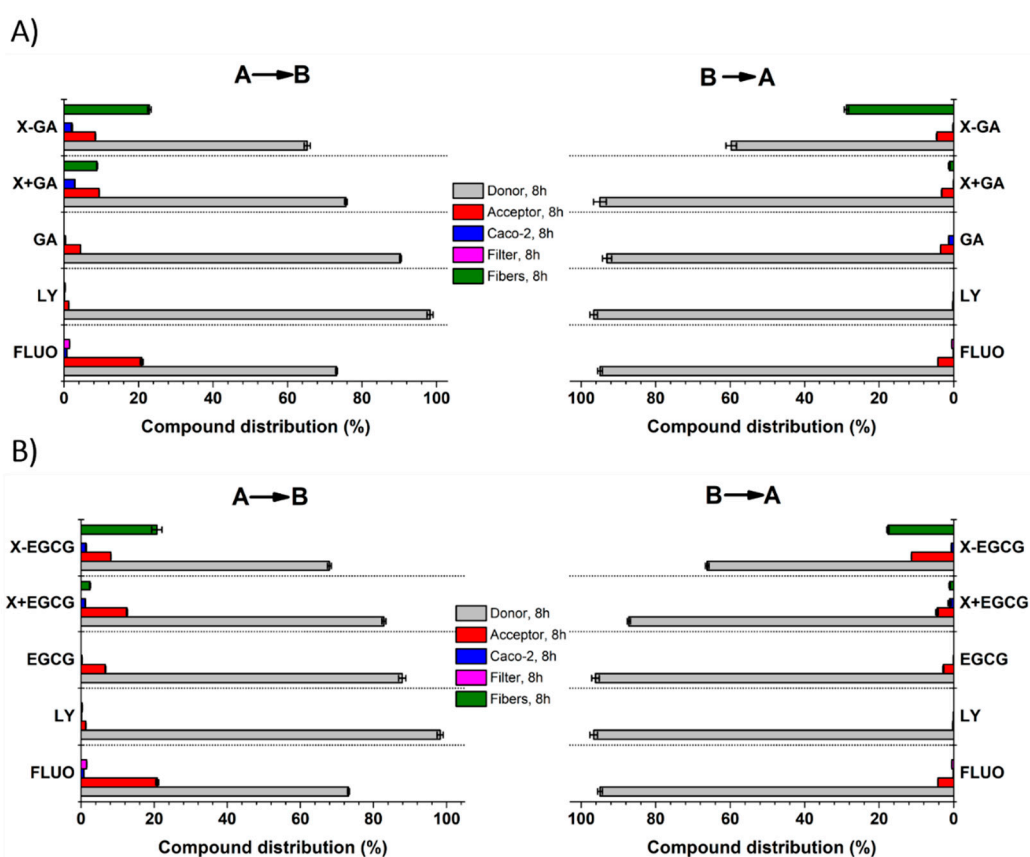 A)
A→B
B→A
X-GA
X+GA
GA
LY
FLUO
0 20 40 60 80 100
Compound distribution (%)
Donor, 8h
Acceptor, 8h
Caco-2, 8h
Filter, 8h
Fibers, 8h
X-GA
X+GA
GA
LY
FLUO
100 80 60 40 20 0
Compound distribution (%)
B)
A→B
B→A
X-EGCG
X+EGCG
EGCG
LY
FLUO
0 20 40 60 80 100
Compound distribution (%)
Donor, 8h
Acceptor, 8h
Caco-2, 8h
Filter, 8h
Fibers, 8h
X-EGCG
X+EGCG
EGCG
LY
FLUO
100 80 60 40 20 0
Compound distribution (%)